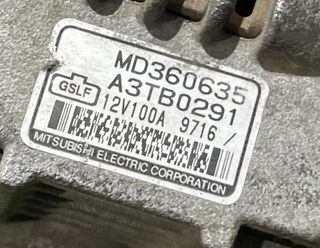 MD360635
GSLF A3TB0291
12V100A 9716 /
MITSUBISHI ELECTRIC CORPORATION